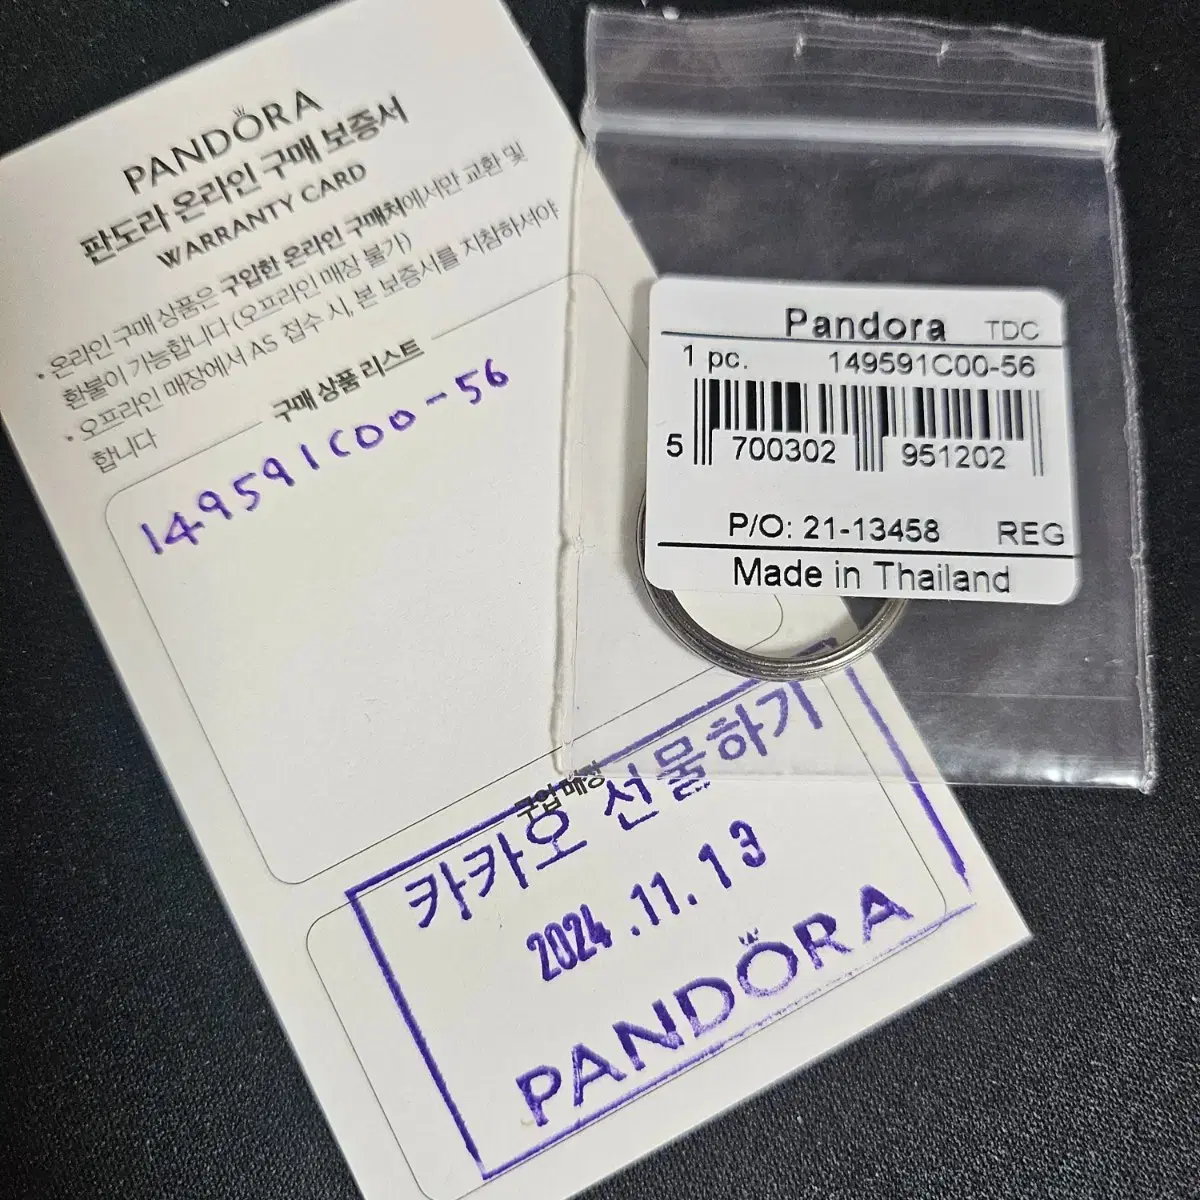 PANDORA
판도라 온라인 구매 보증서
WARRANTY CARD
• 온라인 구매 상품은 구입한 온라인 구매처에서만 교환 및
환불이 가능합니다 (오프라인 매장 불가)
• 오프라인 매장에서 AS 접수 시, 본 보증서를 지참하셔야
합니다
구매 상품 리스트
149591C00-56
구입 매장
카카오 선물하기
2024.11.13
PANDORA
Pandora TDC
1 pc. 149591C00-56
5 700302 951202
P/O: 21-13458 REG
Made in Thailand